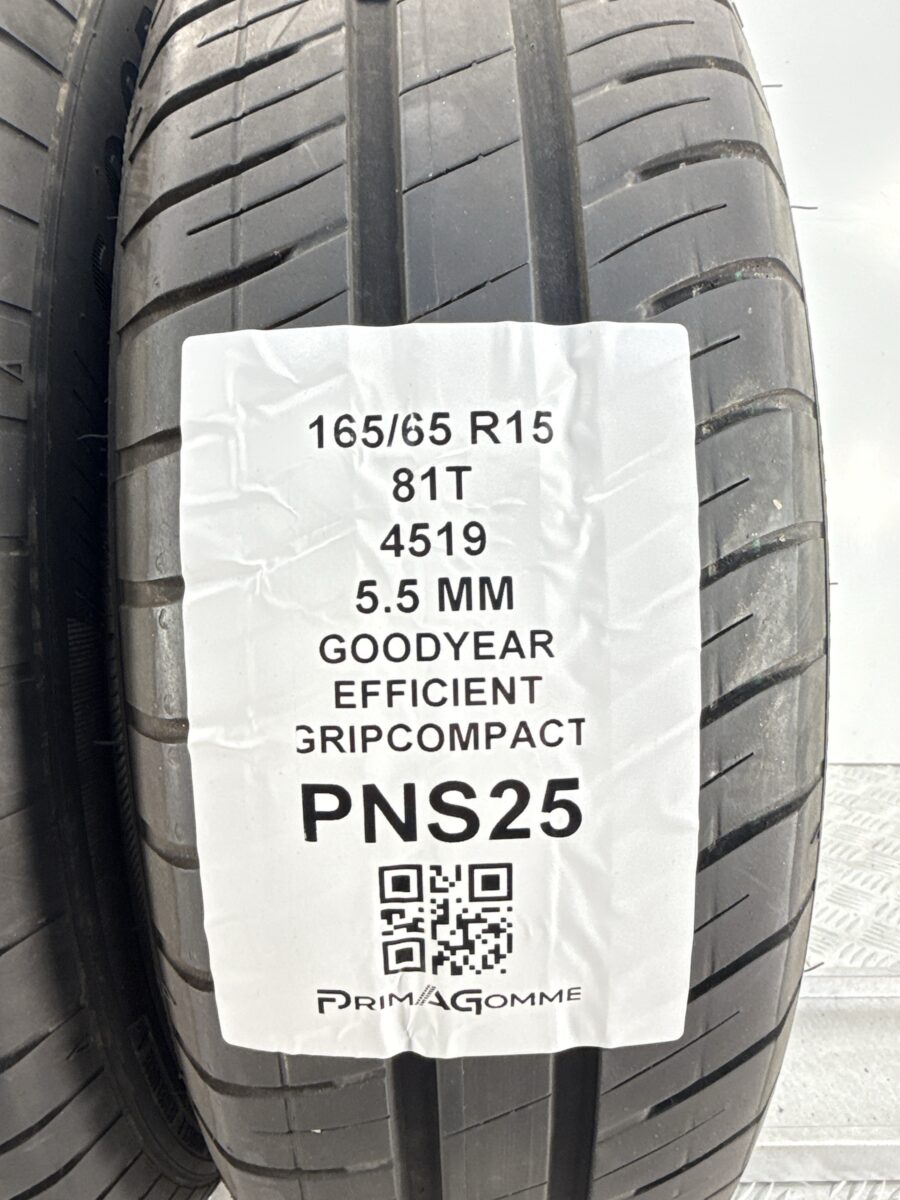 165/65 R15
81T
4519
5.5 MM
GOODYEAR
EFFICIENT
GRIPCOMPACT
PNS25
PRIMAGOMME